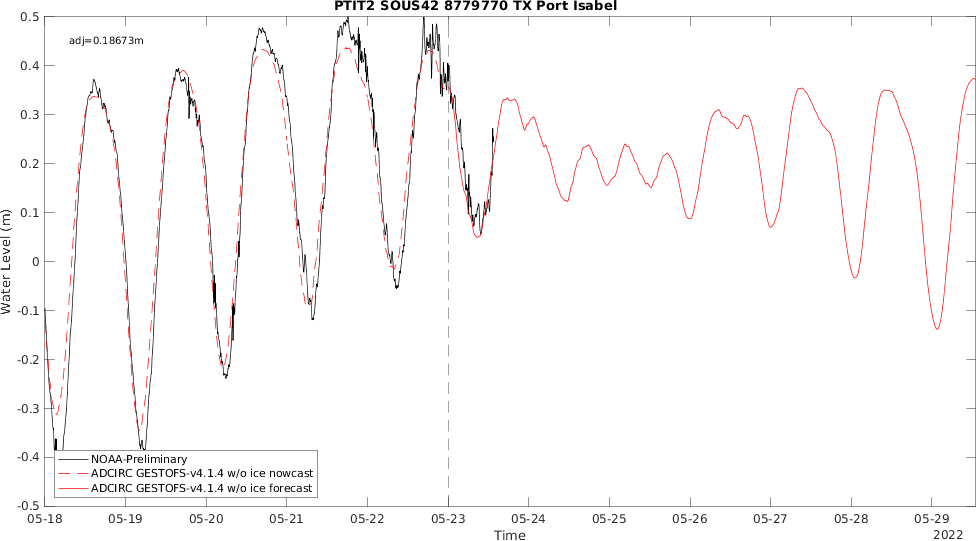 PTIT2 SOUS42 8779770 TX Port Isabel
adj=0.18673m
0.5
0.4
0.3
0.2
0.1
0
-0.1
-0.2
-0.3
-0.4
-0.5
Water Level (m)
NOAA-Preliminary
ADCIRC GESTOFS-v4.1.4 w/o ice nowcast
ADCIRC GESTOFS-v4.1.4 w/o ice forecast
05-18 05-19 05-20 05-21 05-22 05-23 05-24 05-25 05-26 05-27 05-28 05-29
Time
2022